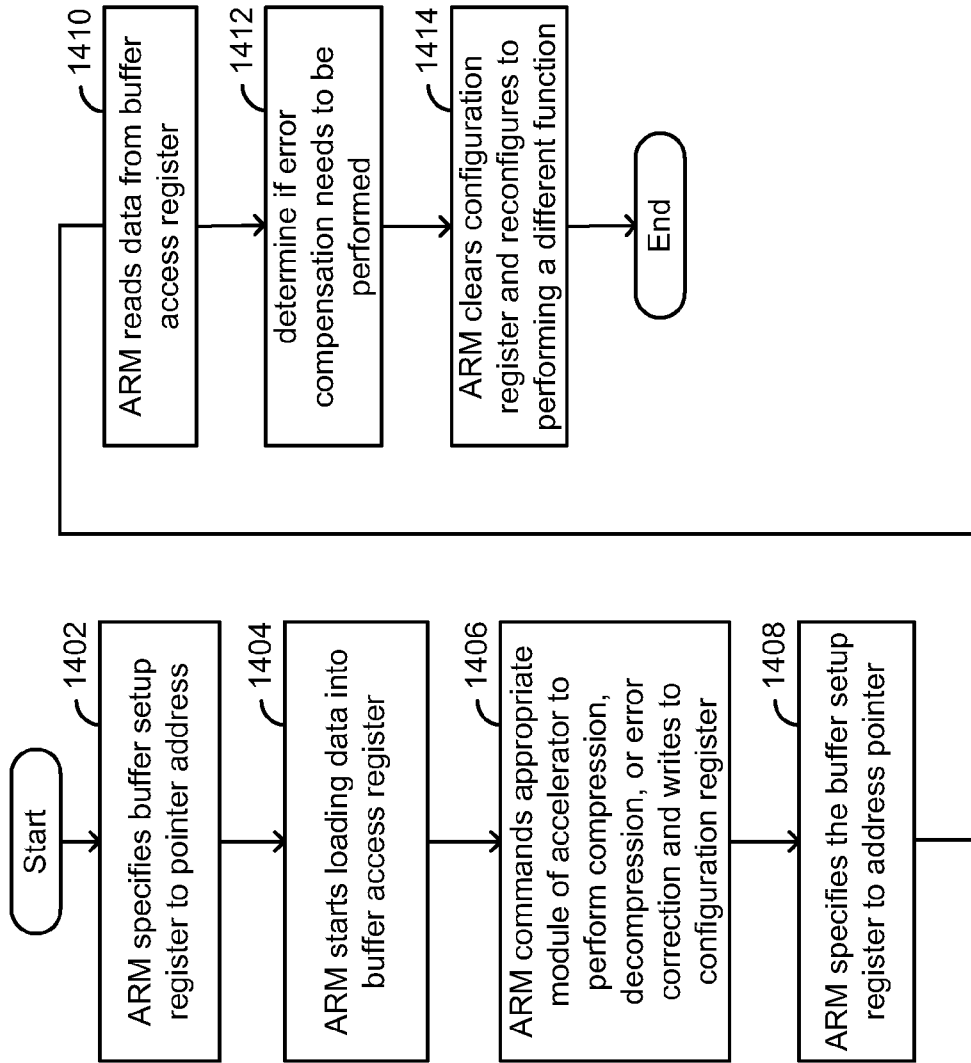 Start
1402
ARM specifies buffer setup
register to pointer address
1404
ARM starts loading data into
buffer access register
1406
ARM commands appropriate
module of accelerator to
perform compression,
decompression, or error
correction and writes to
configuration register
1408
ARM specifies the buffer setup
register to address pointer
1410
ARM reads data from buffer
access register
1412
determine if error
compensation needs to be
performed
1414
ARM clears configuration
register and reconfigures to
performing a different function
End